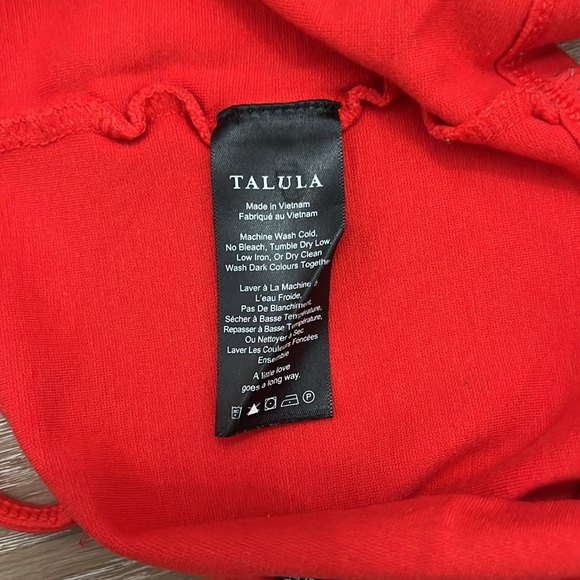 TALULA
Made in Vietnam
Fabriqué au Vietnam
Machine Wash Cold,
No Bleach, Tumble Dry Low,
Low Iron, Or Dry Clean
Wash Dark Colours Together
Laver à La Machine à
L'eau Froide,
Pas De Blanchiment,
Sécher à Basse Température,
Repasser à Basse Température,
Ou Nettoyer à Sec
Laver Les Couleurs Foncées
Ensemble
A little love
goes a long way.
P